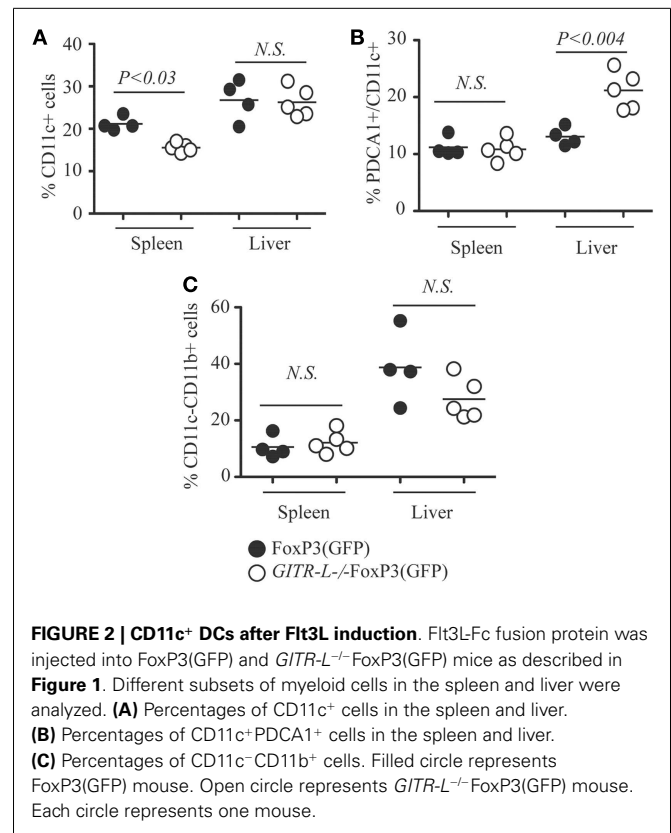 A
% CD11c+ cells
40
30
20
10
0
P<0.03
N.S.
Spleen
Liver
B
% PDCA1+/CD11c+
30
20
10
0
N.S.
P<0.004
Spleen
Liver
C
% CD11c-CD11b+ cells
60
40
20
0
N.S.
N.S.
Spleen
Liver
FoxP3(GFP)
GITR-L-/-FoxP3(GFP)
FIGURE 2 | CD11c⁺ DCs after Flt3L induction. Flt3L-Fc fusion protein was
injected into FoxP3(GFP) and GITR-L⁻/⁻FoxP3(GFP) mice as described in
Figure 1. Different subsets of myeloid cells in the spleen and liver were
analyzed. (A) Percentages of CD11c⁺ cells in the spleen and liver.
(B) Percentages of CD11c⁺PDCA1⁺ cells in the spleen and liver.
(C) Percentages of CD11c⁻CD11b⁺ cells. Filled circle represents
FoxP3(GFP) mouse. Open circle represents GITR-L⁻/⁻FoxP3(GFP) mouse.
Each circle represents one mouse.